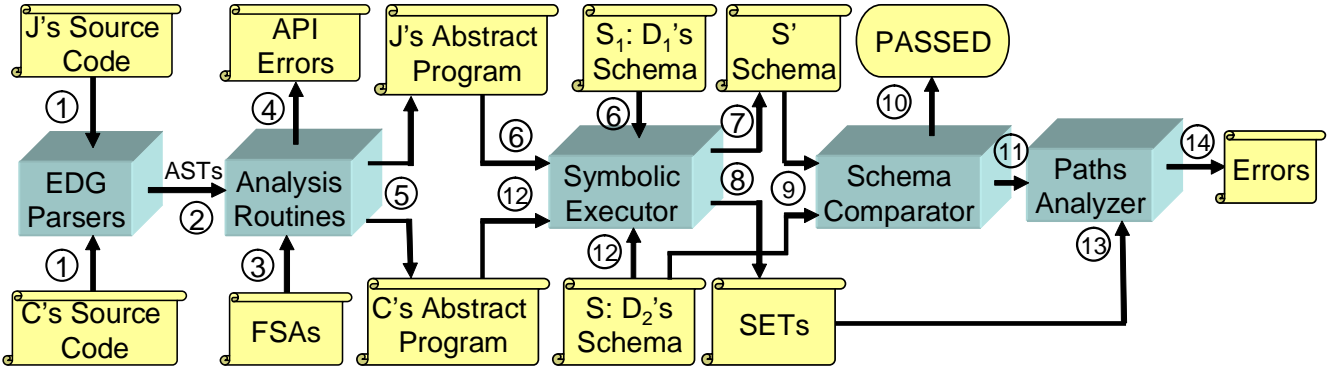 J's Source
Code
API
Errors
J's Abstract
Program
S₁: D₁'s
Schema
S'
Schema
PASSED
①
④
⑥
⑥
⑦
⑩
EDG
Parsers
ASTs
②
Analysis
Routines
⑤
⑫
Symbolic
Executor
⑧
⑨
Schema
Comparator
⑪
Paths
Analyzer
⑭
Errors
①
③
⑫
⑬
C's Source
Code
FSAs
C's Abstract
Program
S: D₂'s
Schema
SETs